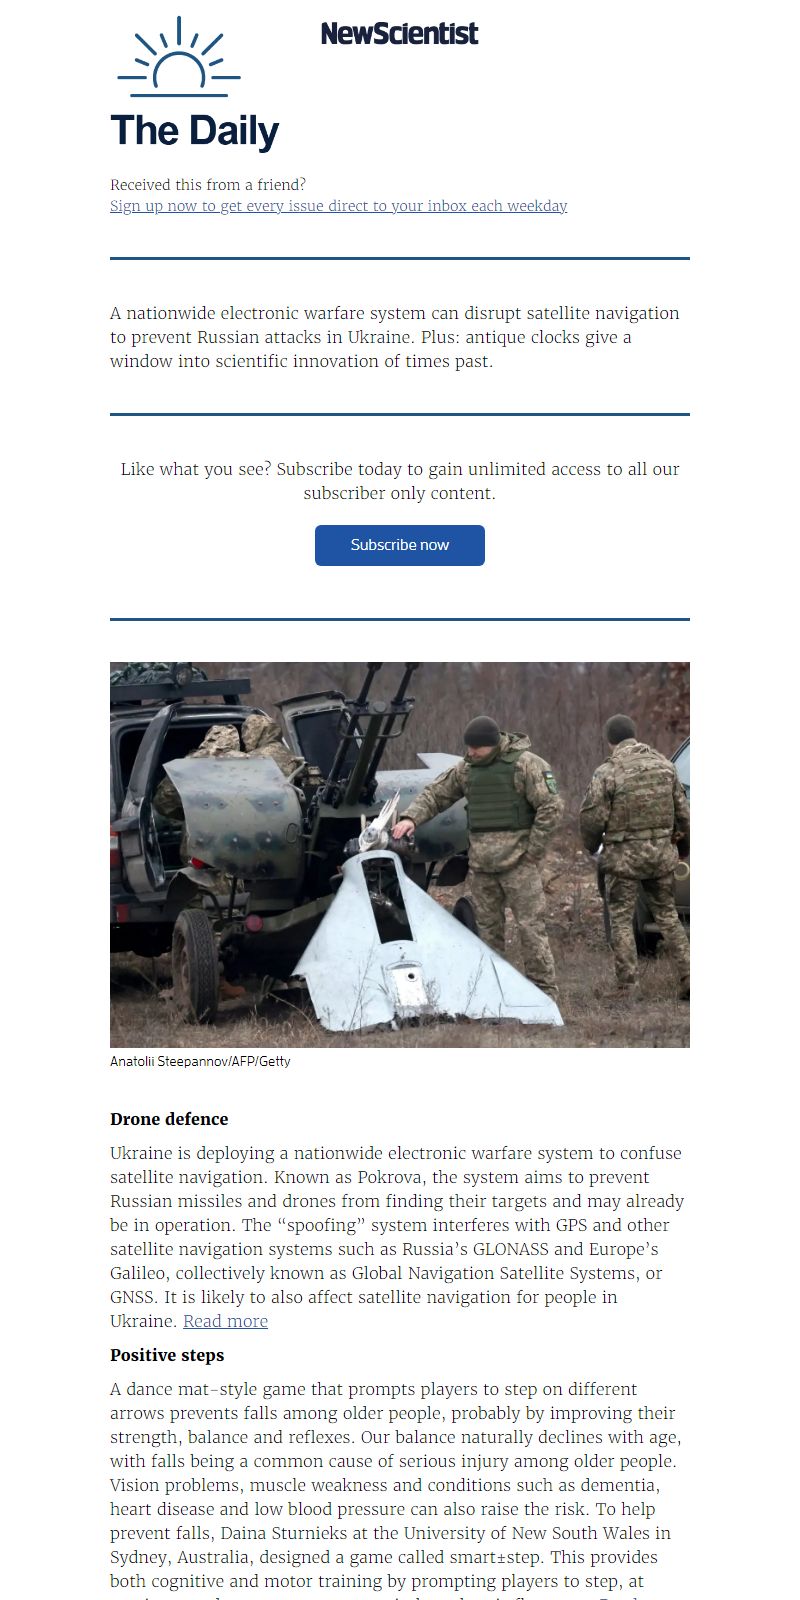 NewScientist
The Daily
Received this from a friend?
Sign up now to get every issue direct to your inbox each weekday
A nationwide electronic warfare system can disrupt satellite navigation
to prevent Russian attacks in Ukraine. Plus: antique clocks give a
window into scientific innovation of times past.
Like what you see? Subscribe today to gain unlimited access to all our
subscriber only content.
Subscribe now
Anatolii Steepannov/AFP/Getty
Drone defence
Ukraine is deploying a nationwide electronic warfare system to confuse
satellite navigation. Known as Pokrova, the system aims to prevent
Russian missiles and drones from finding their targets and may already
be in operation. The “spoofing” system interferes with GPS and other
satellite navigation systems such as Russia’s GLONASS and Europe’s
Galileo, collectively known as Global Navigation Satellite Systems, or
GNSS. It is likely to also affect satellite navigation for people in
Ukraine. Read more
Positive steps
A dance mat-style game that prompts players to step on different
arrows prevents falls among older people, probably by improving their
strength, balance and reflexes. Our balance naturally declines with age,
with falls being a common cause of serious injury among older people.
Vision problems, muscle weakness and conditions such as dementia,
heart disease and low blood pressure can also raise the risk. To help
prevent falls, Daina Sturnieks at the University of New South Wales in
Sydney, Australia, designed a game called smart±step. This provides
both cognitive and motor training by prompting players to step, at